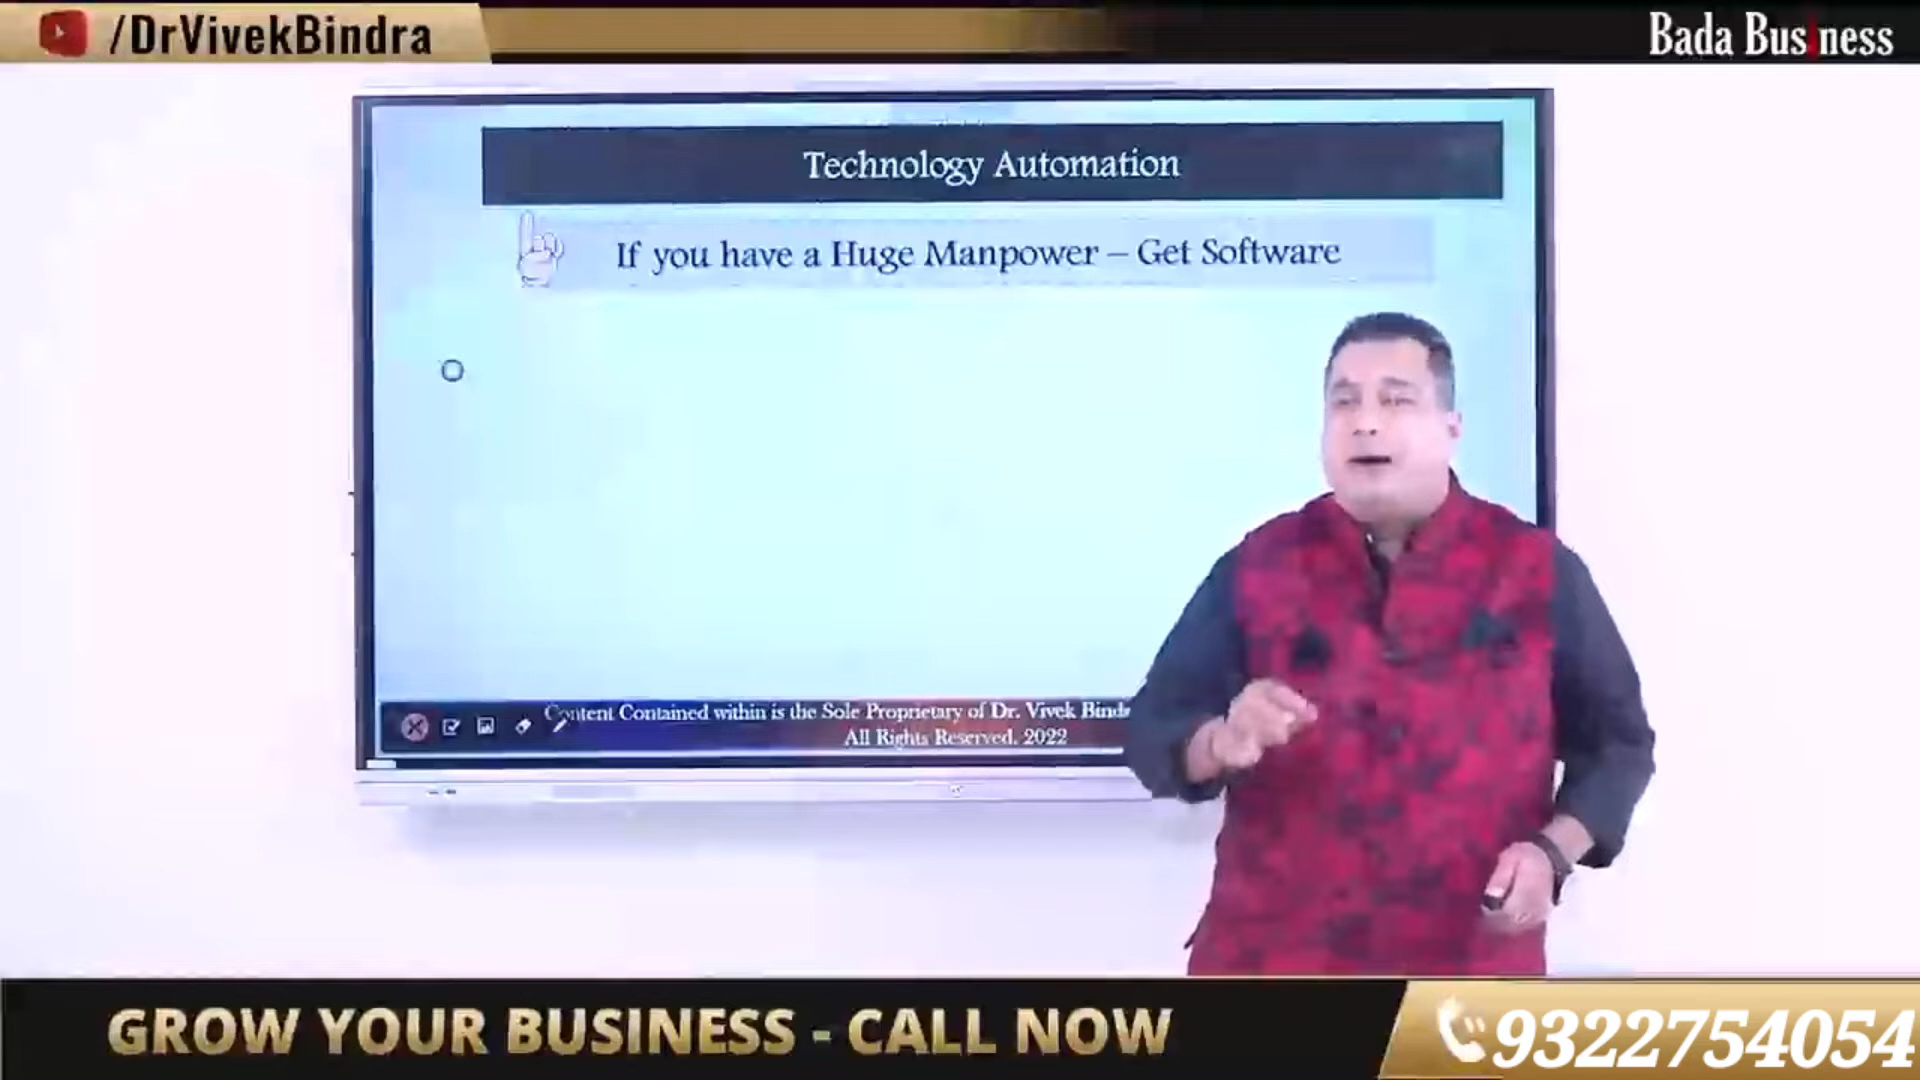 /DrVivekBindra
Bada Business
Technology Automation
If you have a Huge Manpower – Get Software
Content Contained within is the Sole Proprietary of Dr. Vivek
All Rights Reserved. 2022
GROW YOUR BUSINESS - CALL NOW
9322754054